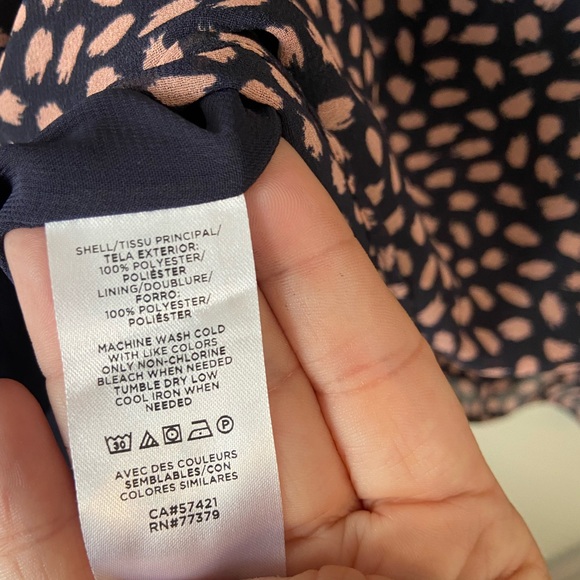 SHELL/TISSU PRINCIPAL/
TELA EXTERIOR:
100% POLYESTER/
POLIÉSTER
LINING/DOUBLURE/
FORRO:
100% POLYESTER/
POLIÉSTER
MACHINE WASH COLD
WITH LIKE COLORS
ONLY NON-CHLORINE
BLEACH WHEN NEEDED
TUMBLE DRY LOW
COOL IRON WHEN
NEEDED
30 P
AVEC DES COULEURS
SEMBLABLES/CON
COLORES SIMILARES
CA#57421
RN#77379